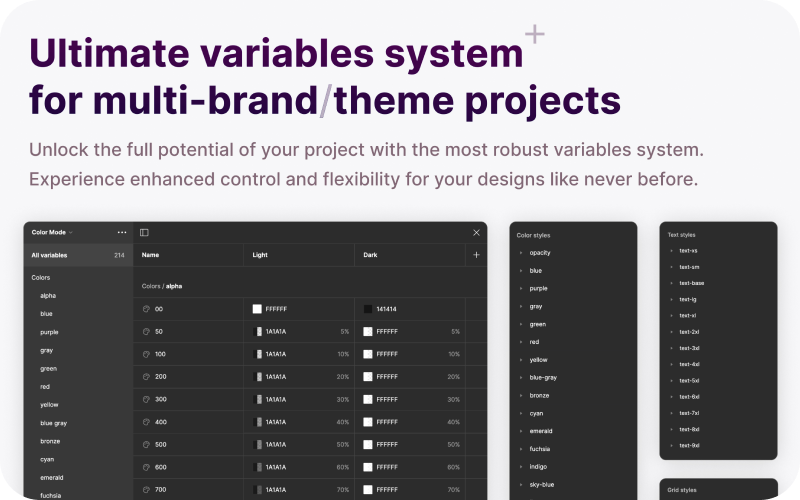 Ultimate variables system+
for multi-brand/theme projects
Unlock the full potential of your project with the most robust variables system.
Experience enhanced control and flexibility for your designs like never before.
Color Mode
All variables 214
Colors
alpha
blue
purple
gray
green
red
yellow
blue gray
bronze
cyan
emerald
fuchsia
Name Light Dark
Colors / alpha
00 FFFFFF 141414
50 1A1A1A 5% FFFFFF 5%
100 1A1A1A 10% FFFFFF 10%
200 1A1A1A 20% FFFFFF 20%
300 1A1A1A 30% FFFFFF 30%
400 1A1A1A 40% FFFFFF 40%
500 1A1A1A 50% FFFFFF 50%
600 1A1A1A 60% FFFFFF 60%
700 1A1A1A 70% FFFFFF 70%
Color styles
opacity
blue
purple
gray
green
red
yellow
blue-gray
bronze
cyan
emerald
fuchsia
indigo
sky-blue
Text styles
text-xs
text-sm
text-base
text-lg
text-xl
text-2xl
text-3xl
text-4xl
text-5xl
text-6xl
text-7xl
text-8xl
text-9xl
Grid styles